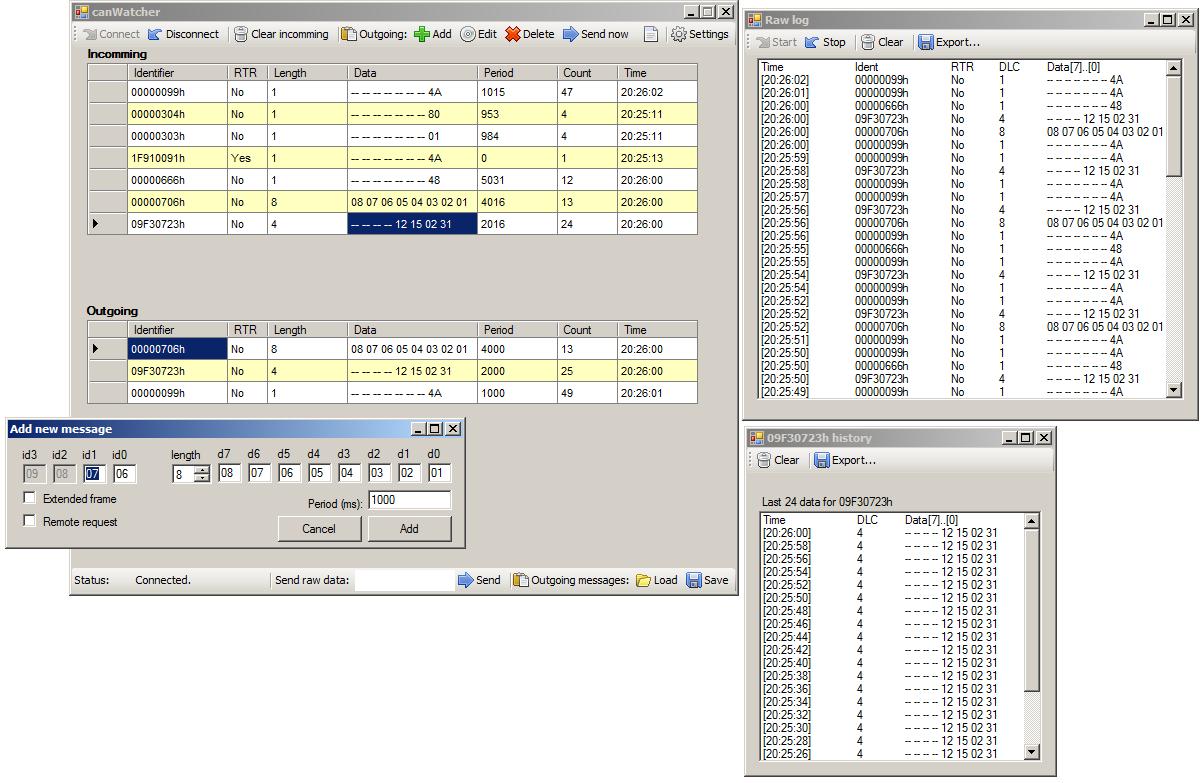 canWatcher
Connect Disconnect Clear incomming Outgoing: Add Edit Delete Send now Settings
Incomming
Identifier RTR Length Data Period Count Time
00000099h No 1 -- -- -- -- -- -- -- 4A 1015 47 20:26:02
00000304h No 1 -- -- -- -- -- -- -- 80 953 4 20:25:11
00000303h No 1 -- -- -- -- -- -- -- 01 984 4 20:25:11
1F910091h Yes 1 -- -- -- -- -- -- -- 4A 0 1 20:25:13
00000666h No 1 -- -- -- -- -- -- -- 48 5031 12 20:26:00
00000706h No 8 08 07 06 05 04 03 02 01 4016 13 20:26:00
09F30723h No 4 -- -- -- -- 12 15 02 31 2016 24 20:26:00
Outgoing
Identifier RTR Length Data Period Count Time
00000706h No 8 08 07 06 05 04 03 02 01 4000 13 20:26:00
09F30723h No 4 -- -- -- -- 12 15 02 31 2000 25 20:26:00
00000099h No 1 -- -- -- -- -- -- -- 4A 1000 49 20:26:01
Add new message
id3 d2 id1 id0 length d7 d6 d5 d4 d3 d2 d1 d0
09 08 07 06 8 08 07 06 05 04 03 02 01
Extended frame Period (ms): 1000
Remote request Cancel Add
Status: Connected. Send raw data: Send Outgoing messages: Load Save
Raw log
Start Stop Clear Export...
Time Ident RTR DLC Data[7]..[0]
[20:26:02] 00000099h No 1 -- -- -- -- -- -- -- 4A
[20:26:01] 00000099h No 1 -- -- -- -- -- -- -- 4A
[20:26:00] 00000666h No 1 -- -- -- -- -- -- -- 48
[20:26:00] 09F30723h No 4 -- -- -- -- 12 15 02 31
[20:26:00] 00000706h No 8 08 07 06 05 04 03 02 01
[20:26:00] 00000099h No 1 -- -- -- -- -- -- -- 4A
[20:25:59] 00000099h No 1 -- -- -- -- -- -- -- 4A
[20:25:58] 09F30723h No 4 -- -- -- -- 12 15 02 31
[20:25:58] 00000099h No 1 -- -- -- -- -- -- -- 4A
[20:25:57] 00000099h No 1 -- -- -- -- -- -- -- 4A
[20:25:56] 09F30723h No 4 -- -- -- -- 12 15 02 31
[20:25:56] 00000706h No 8 08 07 06 05 04 03 02 01
[20:25:56] 00000099h No 1 -- -- -- -- -- -- -- 4A
[20:25:55] 00000666h No 1 -- -- -- -- -- -- -- 48
[20:25:55] 00000099h No 1 -- -- -- -- -- -- -- 4A
[20:25:54] 09F30723h No 4 -- -- -- -- 12 15 02 31
[20:25:54] 00000099h No 1 -- -- -- -- -- -- -- 4A
[20:25:52] 00000099h No 1 -- -- -- -- -- -- -- 4A
[20:25:52] 09F30723h No 4 -- -- -- -- 12 15 02 31
[20:25:52] 00000706h No 8 08 07 06 05 04 03 02 01
[20:25:51] 00000099h No 1 -- -- -- -- -- -- -- 4A
[20:25:50] 00000099h No 1 -- -- -- -- -- -- -- 4A
[20:25:50] 00000666h No 1 -- -- -- -- -- -- -- 48
[20:25:50] 09F30723h No 4 -- -- -- -- 12 15 02 31
[20:25:49] 00000099h No 1 -- -- -- -- -- -- -- 4A
09F30723h history
Clear Export...
Last 24 data for 09F30723h
Time DLC Data[7]..[0]
[20:26:00] 4 -- -- -- -- 12 15 02 31
[20:25:58] 4 -- -- -- -- 12 15 02 31
[20:25:56] 4 -- -- -- -- 12 15 02 31
[20:25:54] 4 -- -- -- -- 12 15 02 31
[20:25:52] 4 -- -- -- -- 12 15 02 31
[20:25:50] 4 -- -- -- -- 12 15 02 31
[20:25:48] 4 -- -- -- -- 12 15 02 31
[20:25:46] 4 -- -- -- -- 12 15 02 31
[20:25:44] 4 -- -- -- -- 12 15 02 31
[20:25:42] 4 -- -- -- -- 12 15 02 31
[20:25:40] 4 -- -- -- -- 12 15 02 31
[20:25:38] 4 -- -- -- -- 12 15 02 31
[20:25:36] 4 -- -- -- -- 12 15 02 31
[20:25:34] 4 -- -- -- -- 12 15 02 31
[20:25:32] 4 -- -- -- -- 12 15 02 31
[20:25:30] 4 -- -- -- -- 12 15 02 31
[20:25:28] 4 -- -- -- -- 12 15 02 31
[20:25:26] 4 -- -- -- -- 12 15 02 31